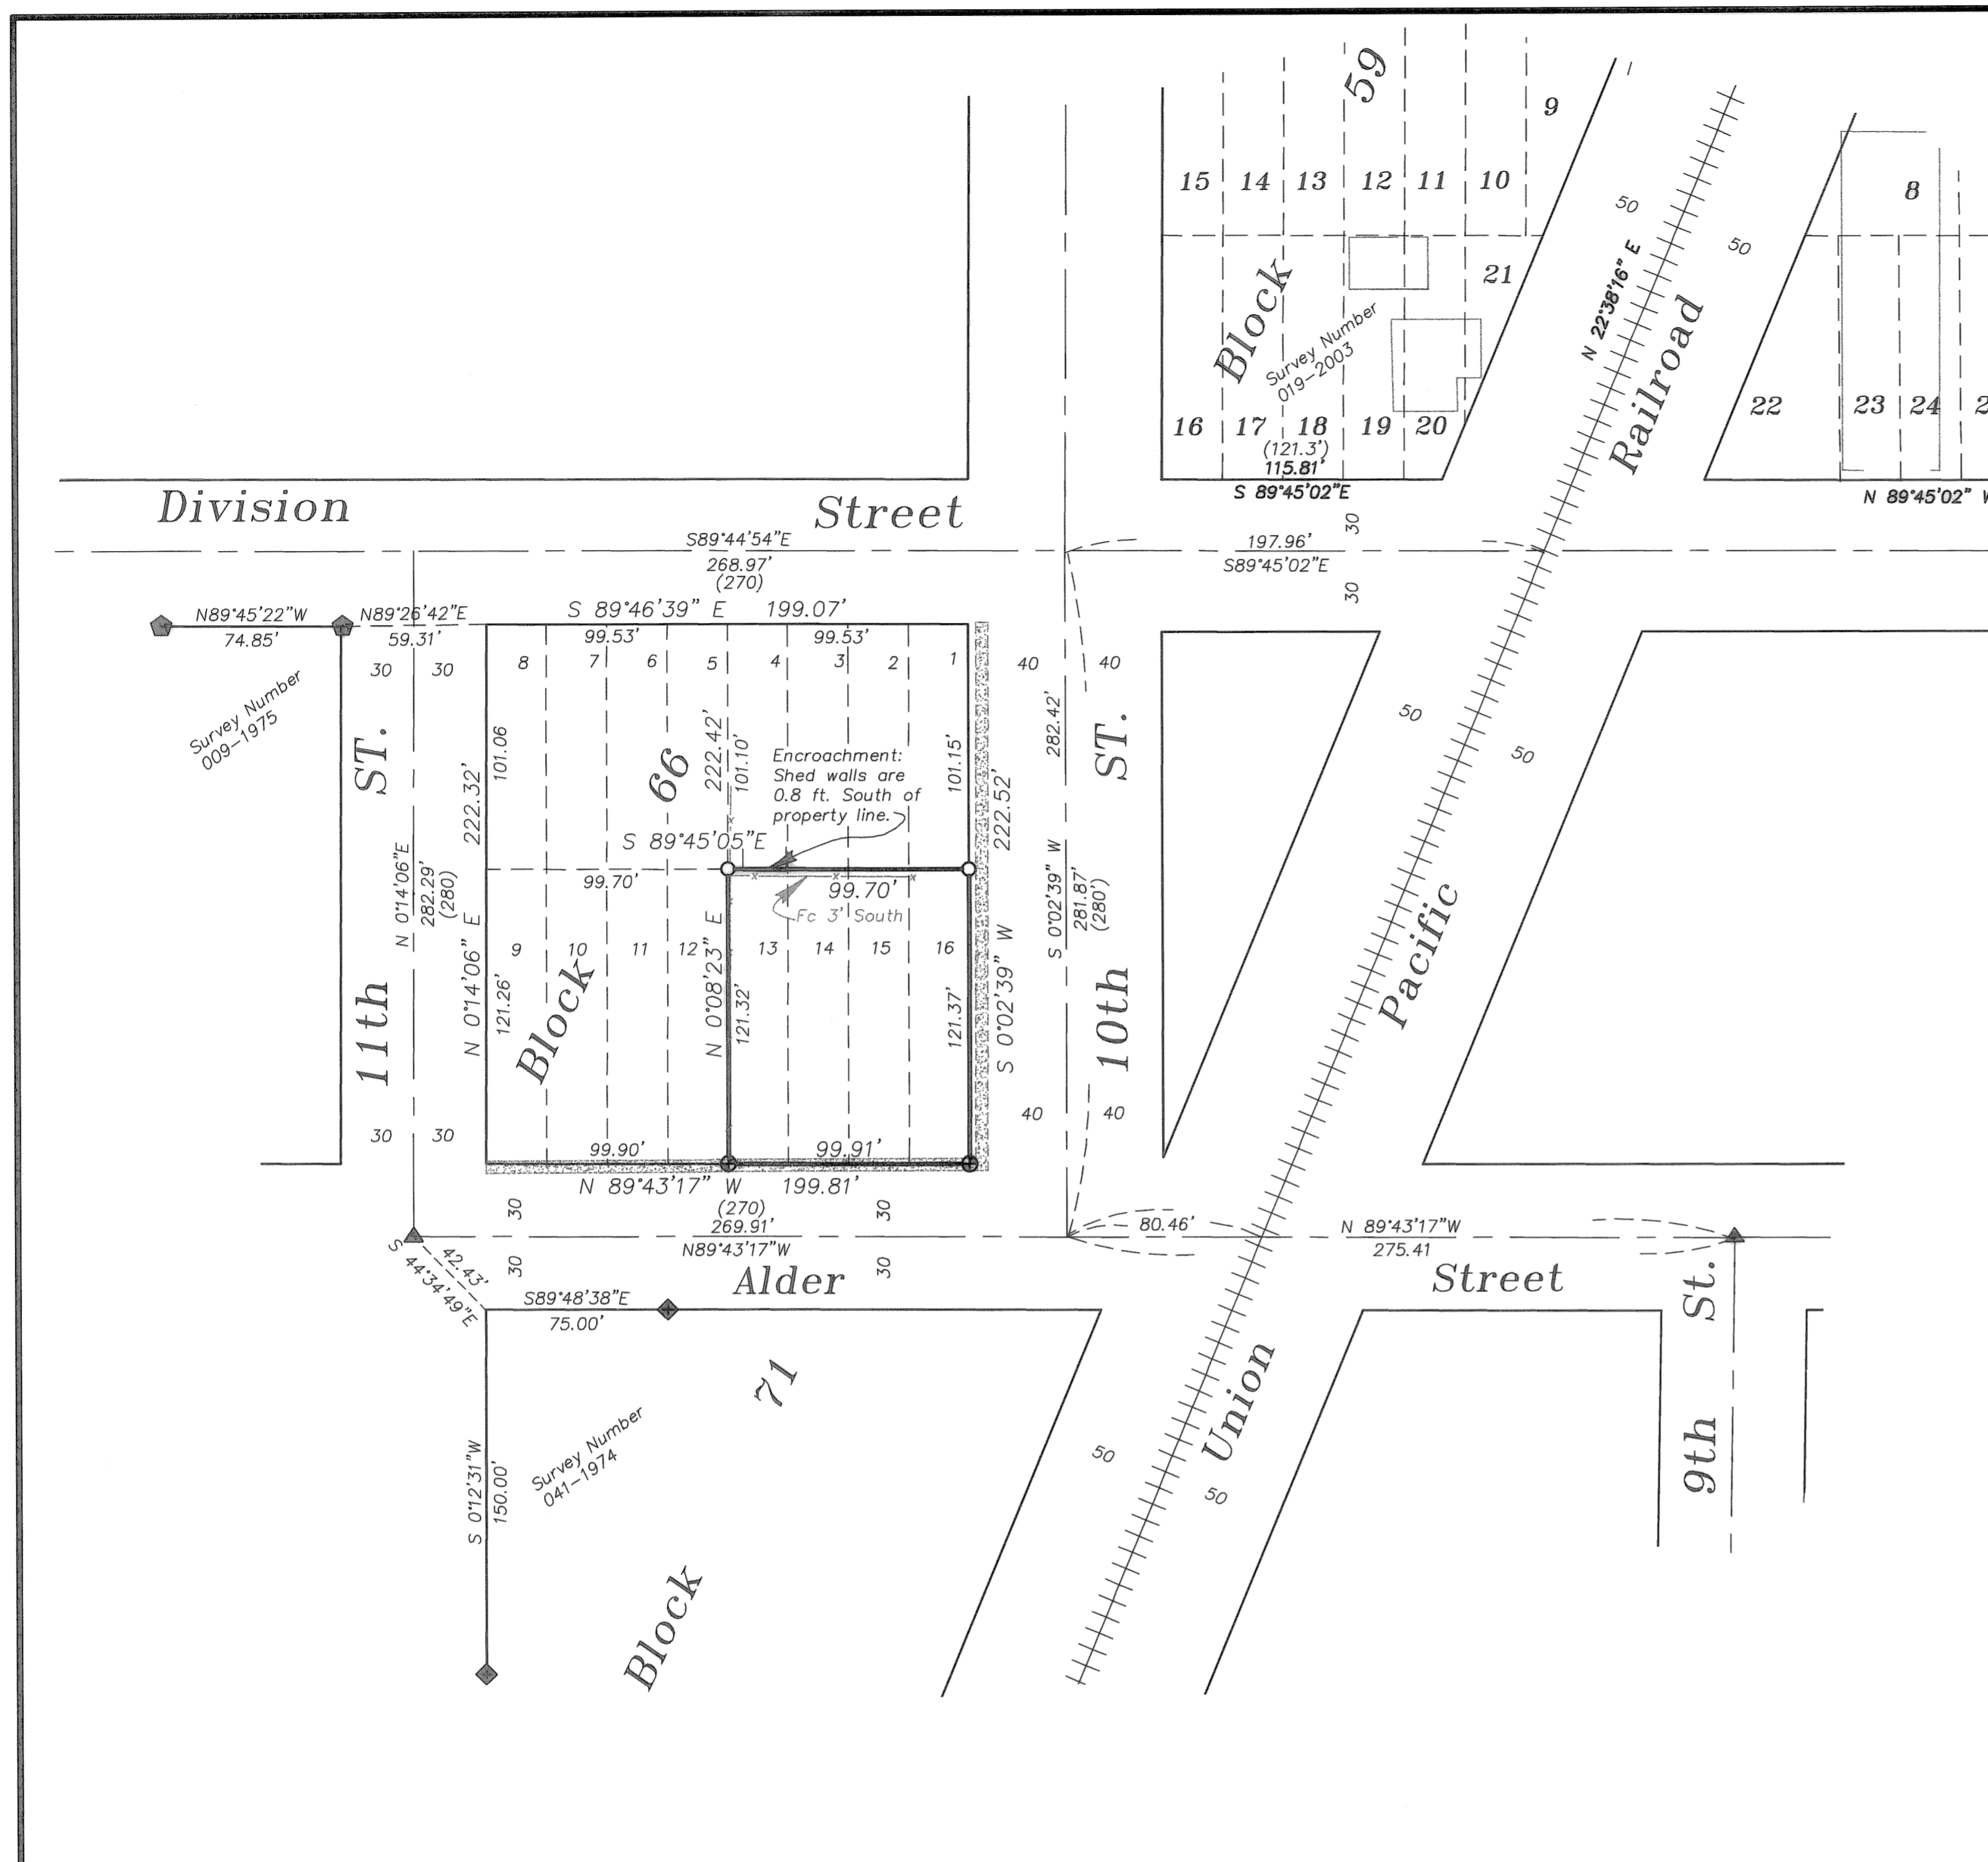 59
9
15 14 13 12 11 10
8
50
50
N 22°38'16" E
21
Block
Survey Number
019-2003
Railroad
16 17 18 19 20
(121.3')
115.81'
S 89°45'02"E
22 23 24
N 89°45'02"
Division Street
30
30
S89°44'54"E
268.97'
(270)
197.96'
S89°45'02"E
N89°45'22"W
74.85'
N89°26'42"E
59.31'
S 89°46'39" E 199.07'
99.53' 99.53'
8 7 6 5 4 3 2 1
30 30
40 40
Survey Number
009-1975
11th ST.
101.06
222.32'
N 0°14'06" E
N 0°14'06"E
282.29'
(280)
121.26'
Block 66
222.42'
101.10'
Encroachment:
Shed walls are
0.8 ft. South of
property line.
101.15'
222.52'
S 0°02'39" W
282.42'
S 0°02'39" W
281.87'
(280')
10th ST.
50
50
S 89°45'05"E
99.70' 99.70'
Fc 3' South
N 0°08'23" E
121.32'
121.37'
9 10 11 12 13 14 15 16
Pacific
30 30
40 40
99.90' 99.91'
N 89°43'17" W 199.81'
(270)
269.91'
N89°43'17"W
30 30
30 30
80.46'
N 89°43'17"W
275.41
42.43'
S 44°34'49"E
Alder Street
S89°48'38"E
75.00'
71
Block
Survey Number
041-1974
S 0°12'31"W
150.00'
Union
50
50
9th St.